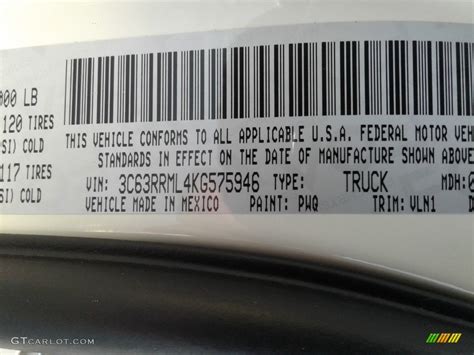 000 LB
120 TIRES
SI) COLD
117 TIRES
SI) COLD
THIS VEHICLE CONFORMS TO ALL APPLICABLE U.S.A. FEDERAL MOTOR VEH
STANDARDS IN EFFECT ON THE DATE OF MANUFACTURE SHOWN ABOVE
VIN: 3C63RRML4KG575946 TYPE: TRUCK MDH:0
VEHICLE MADE IN MEXICO PAINT: PWQ TRIM: VLN1
GTCARLOT.COM